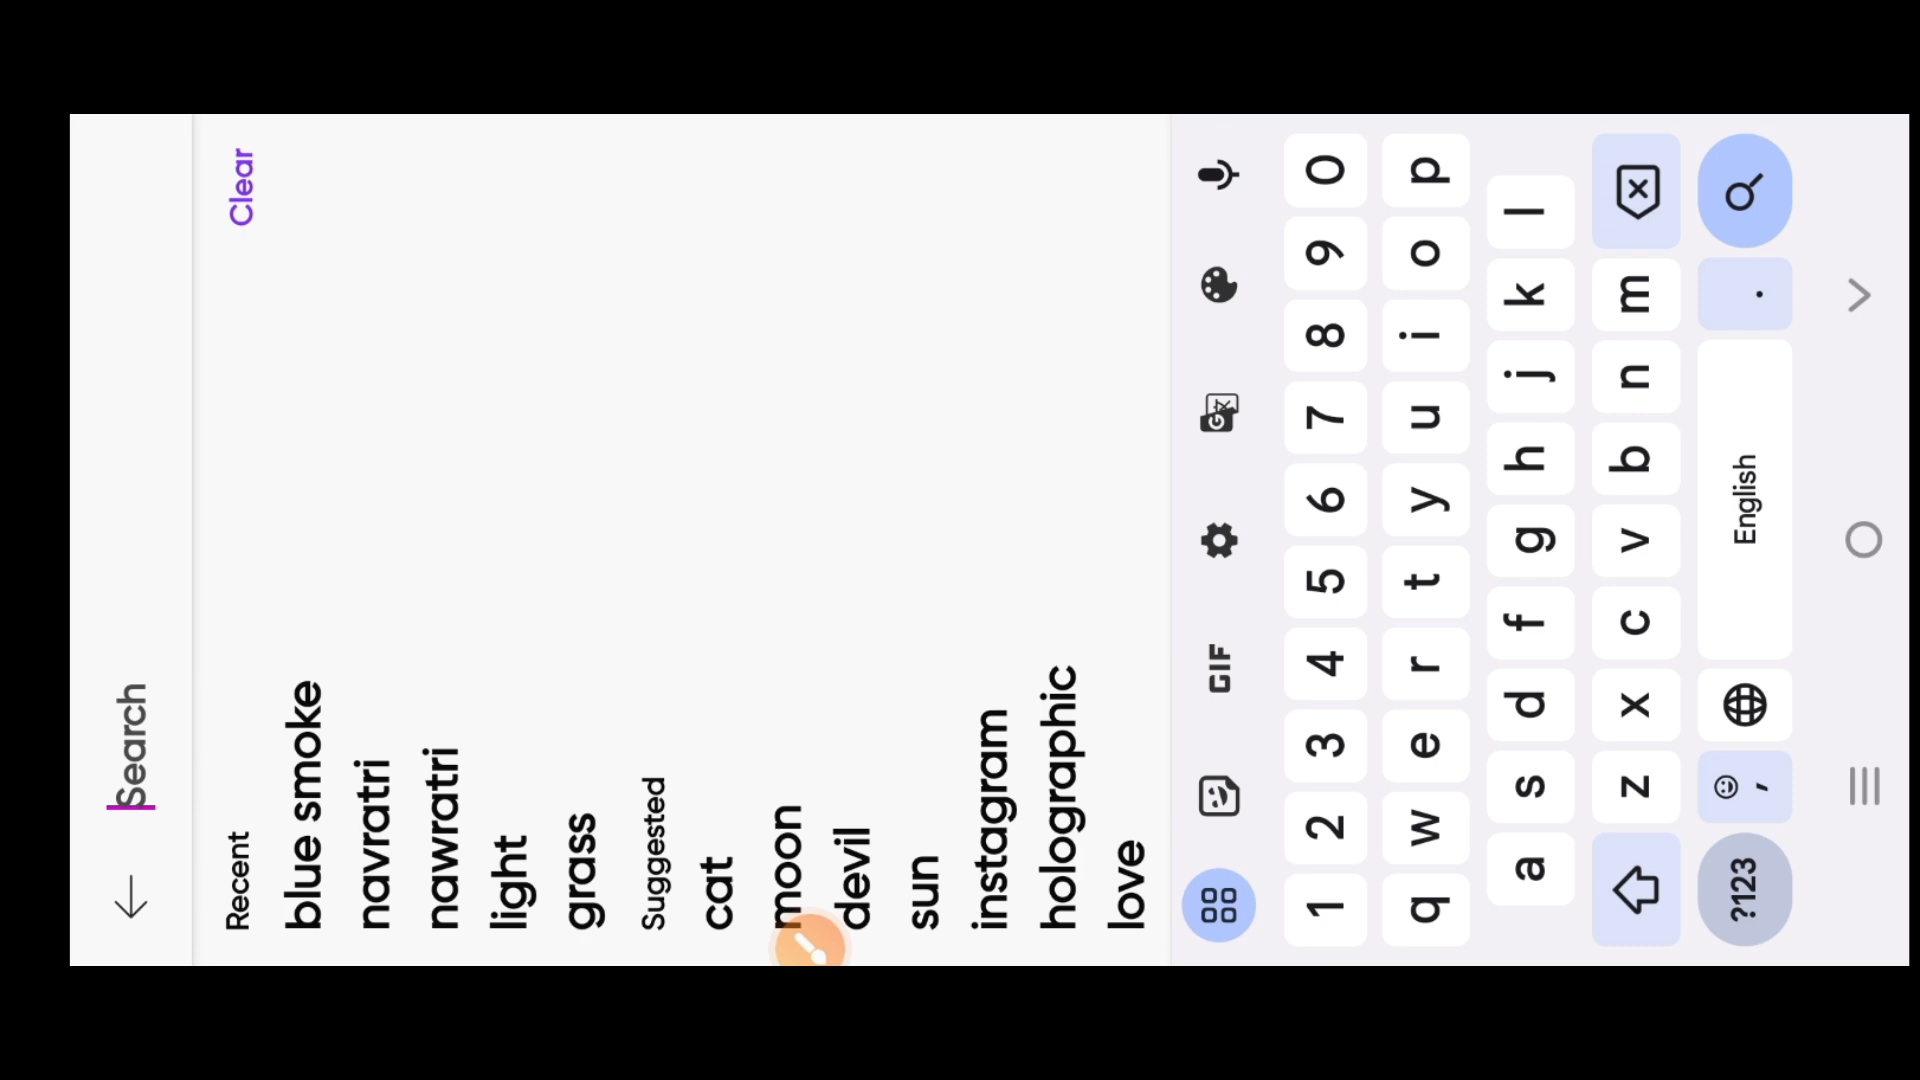 Search
Recent
Clear
blue smoke
navratri
nawratri
light
grass
Suggested
cat
moon
devil
sun
instagram
holographic
love
GIF
1 2 3 4 5 6 7 8 9 0
q w e r t y u i o p
a s d f g h j k l
z x c v b n m
?123 , English .